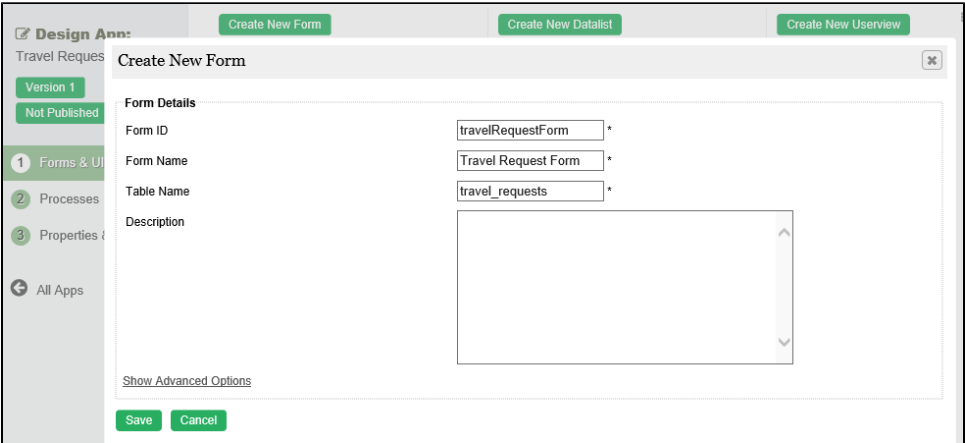 Create New Form
Create New Datalist
Create New Userview
Design App:
Travel Reques
Create New Form
Version 1
Not Published
Form Details
Form ID
travelRequestForm *
Form Name
Travel Request Form *
1 Forms & UI
Table Name
travel_requests *
2 Processes
Description
3 Properties &
All Apps
Show Advanced Options
Save
Cancel